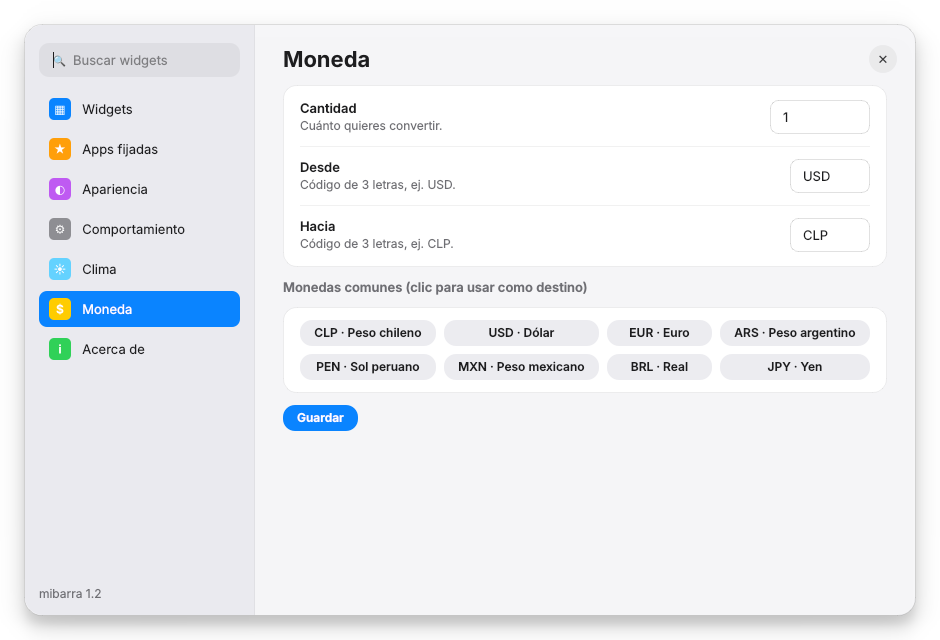 Buscar widgets
Widgets
Apps fijadas
Apariencia
Comportamiento
Clima
$ Moneda
i Acerca de
mibarra 1.2
Moneda
×
Cantidad
Cuánto quieres convertir.
1
Desde
Código de 3 letras, ej. USD.
USD
Hacia
Código de 3 letras, ej. CLP.
CLP
Monedas comunes (clic para usar como destino)
CLP · Peso chileno USD · Dólar EUR · Euro ARS · Peso argentino
PEN · Sol peruano MXN · Peso mexicano BRL · Real JPY · Yen
Guardar